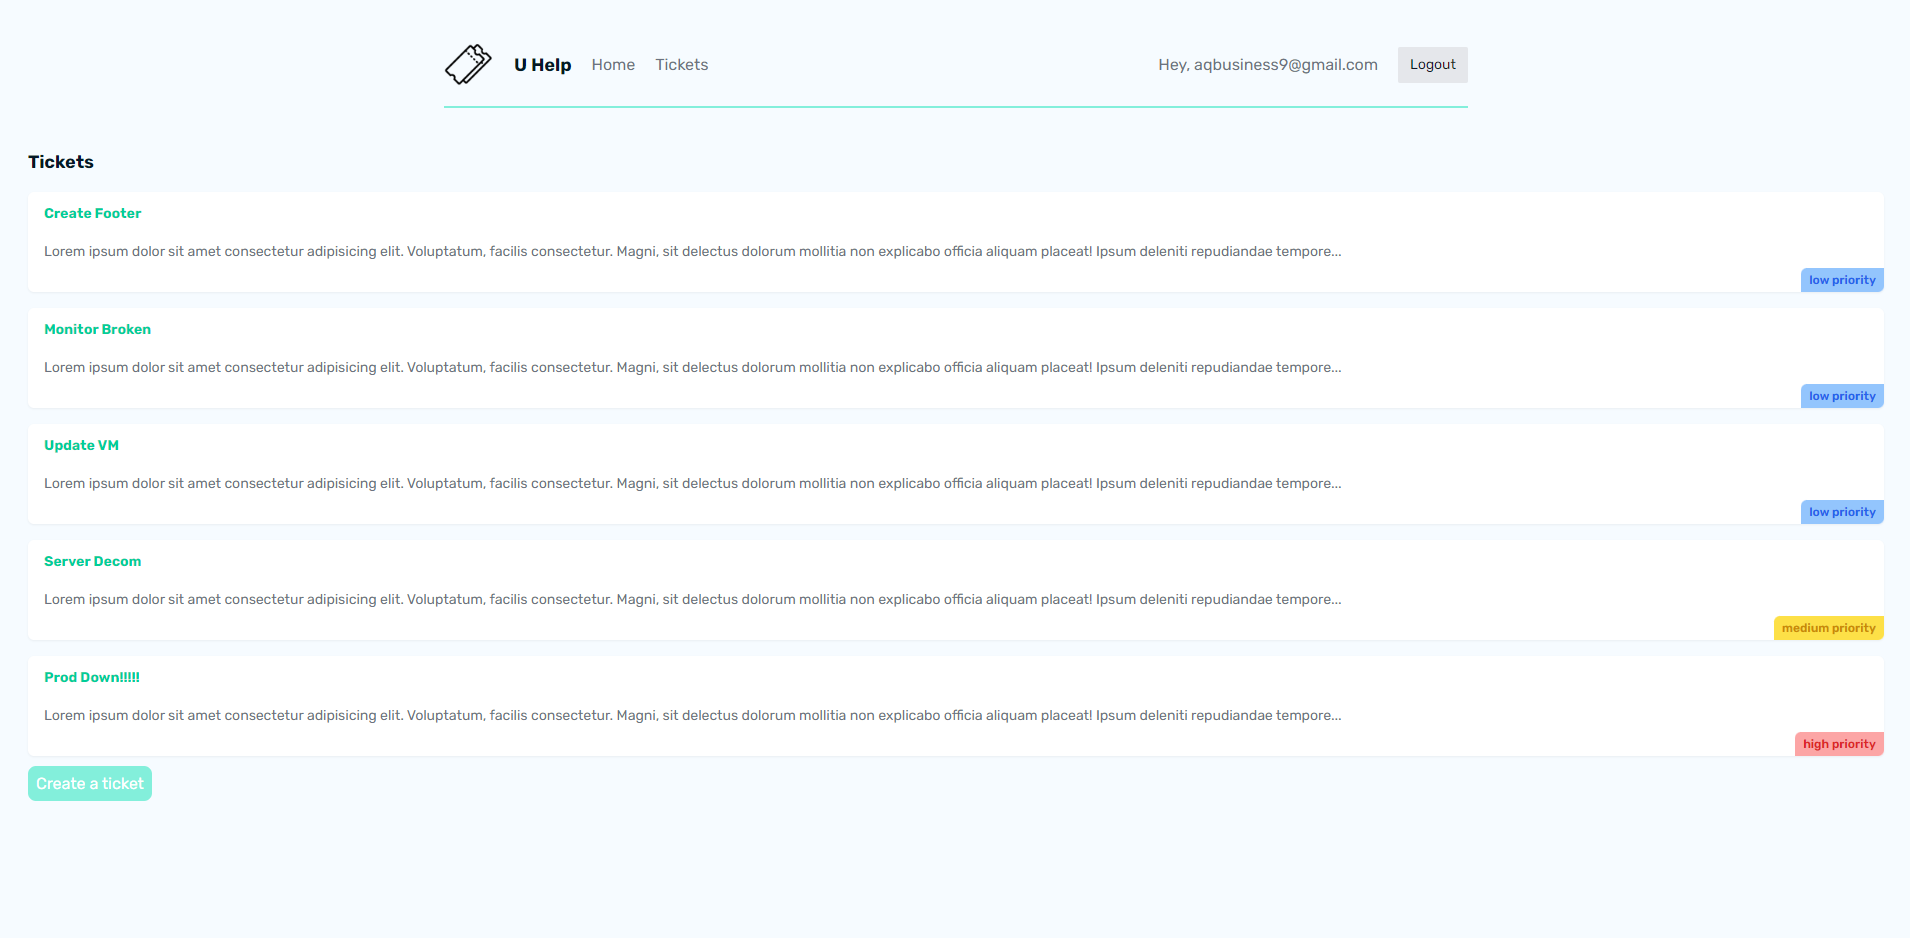 U Help Home Tickets Hey, aqbusiness9@gmail.com Logout
Tickets
Create Footer
Lorem ipsum dolor sit amet consectetur adipisicing elit. Voluptatum, facilis consectetur. Magni, sit delectus dolorum mollitia non explicabo officia aliquam placeat! Ipsum deleniti repudiandae tempore...
low priority
Monitor Broken
Lorem ipsum dolor sit amet consectetur adipisicing elit. Voluptatum, facilis consectetur. Magni, sit delectus dolorum mollitia non explicabo officia aliquam placeat! Ipsum deleniti repudiandae tempore...
low priority
Update VM
Lorem ipsum dolor sit amet consectetur adipisicing elit. Voluptatum, facilis consectetur. Magni, sit delectus dolorum mollitia non explicabo officia aliquam placeat! Ipsum deleniti repudiandae tempore...
low priority
Server Decom
Lorem ipsum dolor sit amet consectetur adipisicing elit. Voluptatum, facilis consectetur. Magni, sit delectus dolorum mollitia non explicabo officia aliquam placeat! Ipsum deleniti repudiandae tempore...
medium priority
Prod Down!!!!!
Lorem ipsum dolor sit amet consectetur adipisicing elit. Voluptatum, facilis consectetur. Magni, sit delectus dolorum mollitia non explicabo officia aliquam placeat! Ipsum deleniti repudiandae tempore...
high priority
Create a ticket